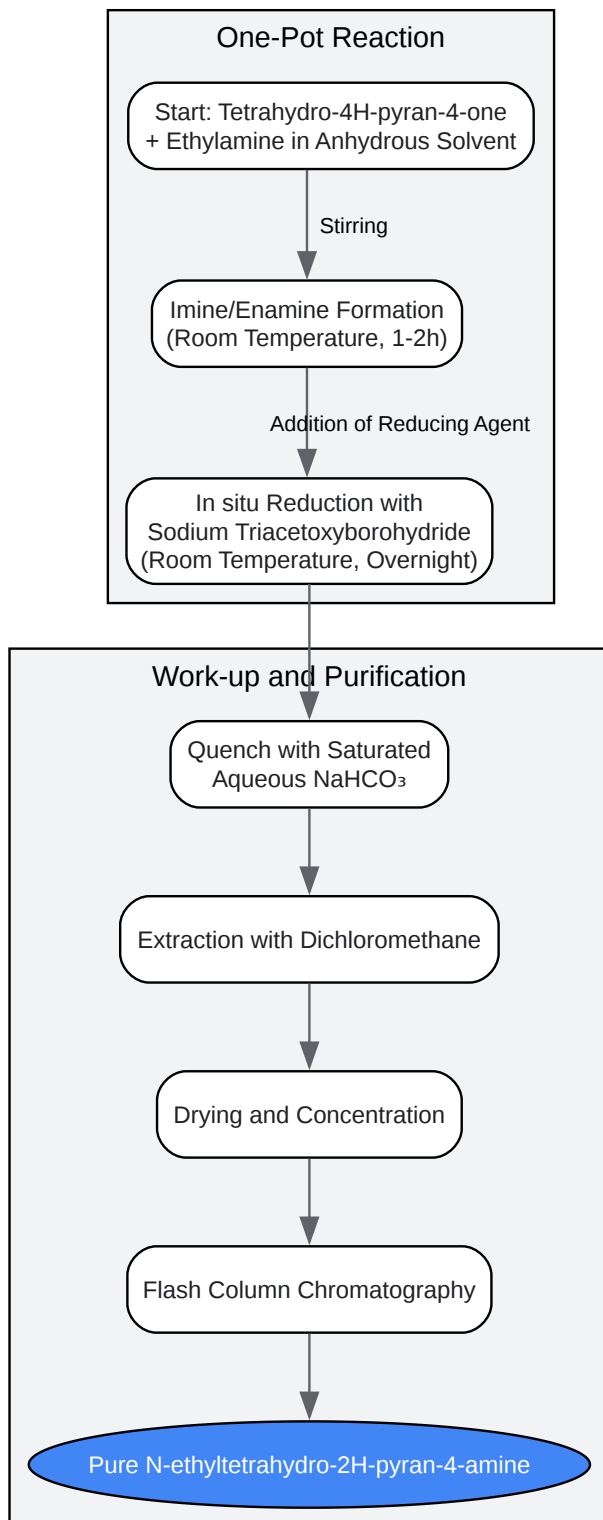 One-Pot Reaction
Start: Tetrahydro-4H-pyran-4-one
+ Ethylamine in Anhydrous Solvent
Stirring
Imine/Enamine Formation
(Room Temperature, 1-2h)
Addition of Reducing Agent
In situ Reduction with
Sodium Triacetoxyborohydride
(Room Temperature, Overnight)
Work-up and Purification
Quench with Saturated
Aqueous NaHCO₃
Extraction with Dichloromethane
Drying and Concentration
Flash Column Chromatography
Pure N-ethyltetrahydro-2H-pyran-4-amine